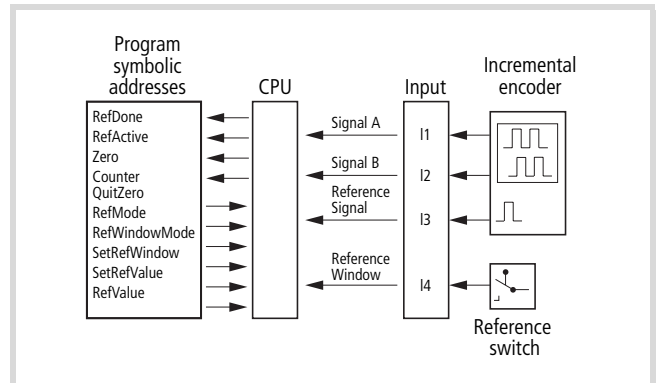 Program
symbolic
addresses
CPU
Input
Incremental
encoder
RefDone
RefActive
Zero
Counter
QuitZero
RefMode
RefWindowMode
SetRefWindow
SetRefValue
RefValue
Signal A
Signal B
Reference
Signal
Reference
Window
I1
I2
I3
I4
Reference
switch